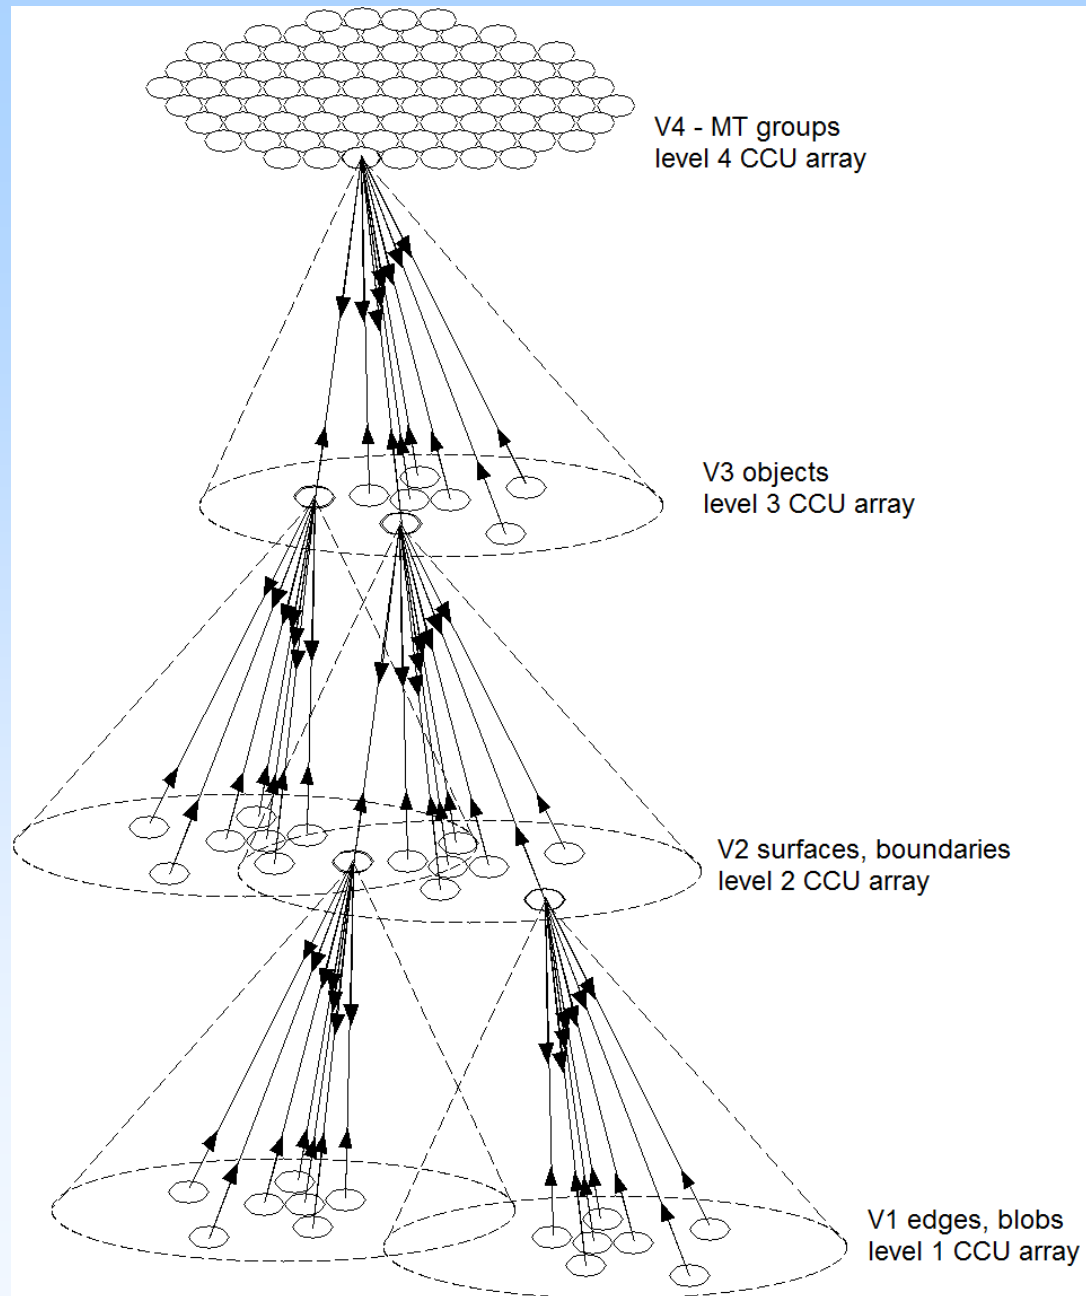 V4 - MT groups
level 4 CCU array
V3 objects
level 3 CCU array
V2 surfaces, boundaries
level 2 CCU array
V1 edges, blobs
level 1 CCU array